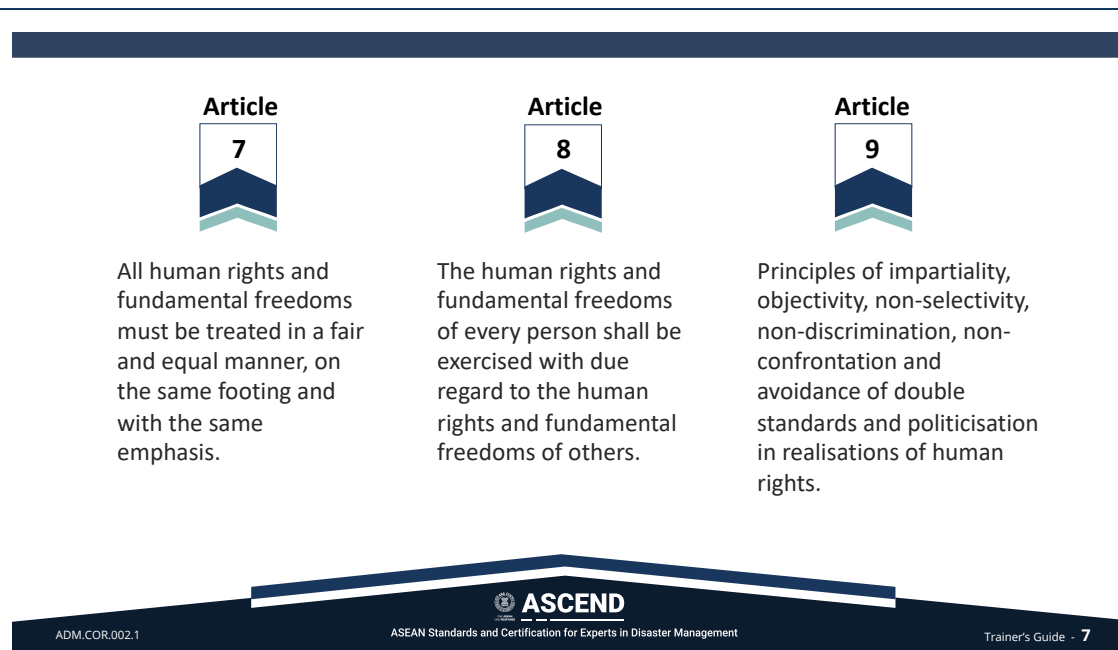 Article
7
All human rights and
fundamental freedoms
must be treated in a fair
and equal manner, on
the same footing and
with the same
emphasis.
Article
8
The human rights and
fundamental freedoms
of every person shall be
exercised with due
regard to the human
rights and fundamental
freedoms of others.
Article
9
Principles of impartiality,
objectivity, non-selectivity,
non-discrimination, non-
confrontation and
avoidance of double
standards and politicisation
in realisations of human
rights.
ADM.COR.002.1
ASCEND
ASEAN Standards and Certification for Experts in Disaster Management
Trainer's Guide - 7